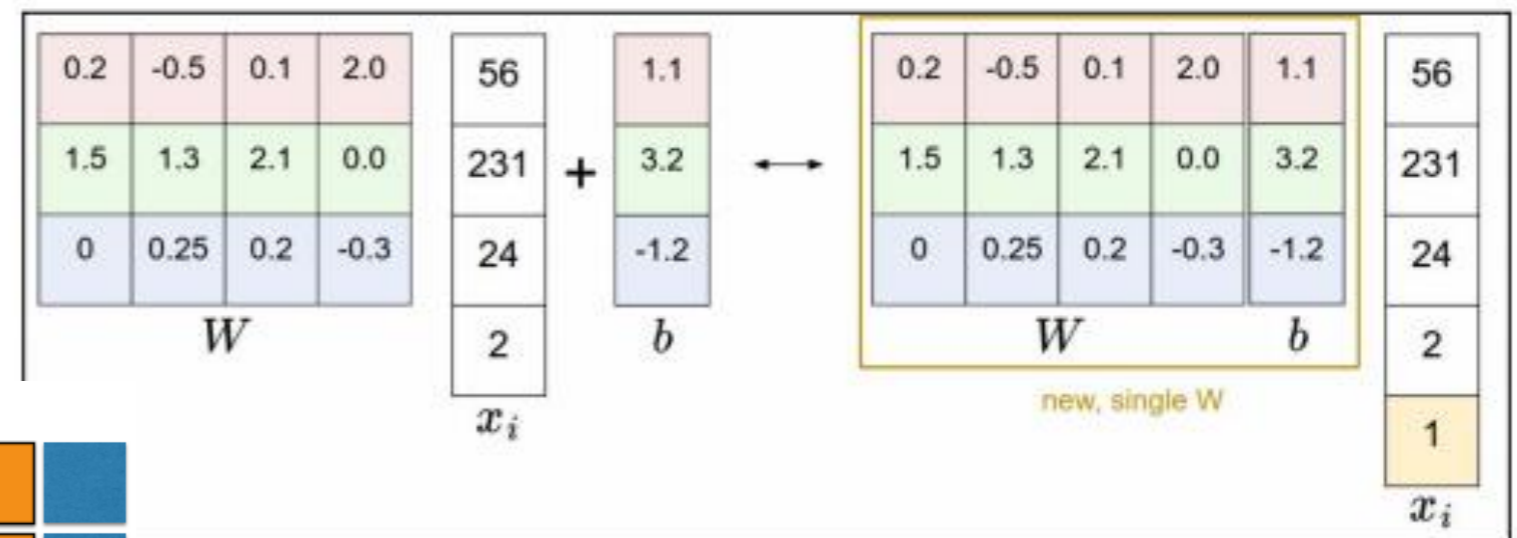 0.2 -0.5 0.1 2.0 56 1.1 0.2 -0.5 0.1 2.0 1.1 56
1.5 1.3 2.1 0.0 231 + 3.2 ↔ 1.5 1.3 2.1 0.0 3.2 231
0 0.25 0.2 -0.3 24 -1.2 0 0.25 0.2 -0.3 -1.2 24
W 2 b W b 2
new, single W
x_i 1
x_i